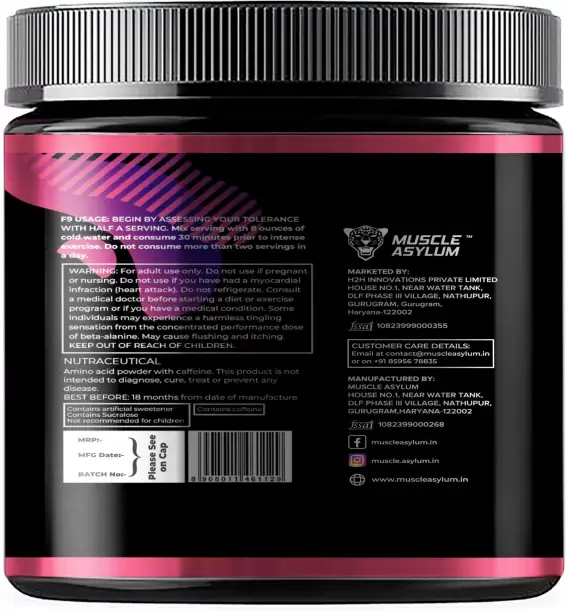 F9 USAGE: BEGIN BY ASSESSING YOUR TOLERANCE
WITH HALF A SERVING. Mix serving with 8 ounces of
cold water and consume 30 minutes prior to intense
exercise. Do not consume more than two servings in
a day.
WARNING: For adult use only. Do not use if pregnant
or nursing. Do not use if you have had a myocardial
infraction (heart attack). Do not refrigerate. Consult
a medical doctor before starting a diet or exercise
program or if you have a medical condition. Some
individuals may experience a harmless tingling
sensation from the concentrated performance dose
of beta-alanine. May cause flushing and itching.
KEEP OUT OF REACH OF CHILDREN.
NUTRACEUTICAL
Amino acid powder with caffeine. This product is not
intended to diagnose, cure, treat or prevent any
disease.
BEST BEFORE: 18 months from date of manufacture
Contains artificial sweetener
Contains Sucralose
Not recommended for children
Contains caffeine
MRP:-
MFG Date:-
BATCH No:-
Please See
on Cap
8 906011 461129
MUSCLE ™
ASYLUM
MARKETED BY:
H2H INNOVATIONS PRIVATE LIMITED
HOUSE NO.1, NEAR WATER TANK,
DLF PHASE III VILLAGE, NATHUPUR,
GURUGRAM, Gurugram,
Haryana-122002
fssai 10823999000355
CUSTOMER CARE DETAILS:
Email at contact@muscleasylum.in
or on +91 85956 78835
MANUFACTURED BY:
MUSCLE ASYLUM
HOUSE NO.1, NEAR WATER TANK,
DLF PHASE III VILLAGE, NATHUPUR,
GURUGRAM,HARYANA-122002
fssai 10823999000268
muscleasylum.in
muscle.asylum.in
www.muscleasylum.in